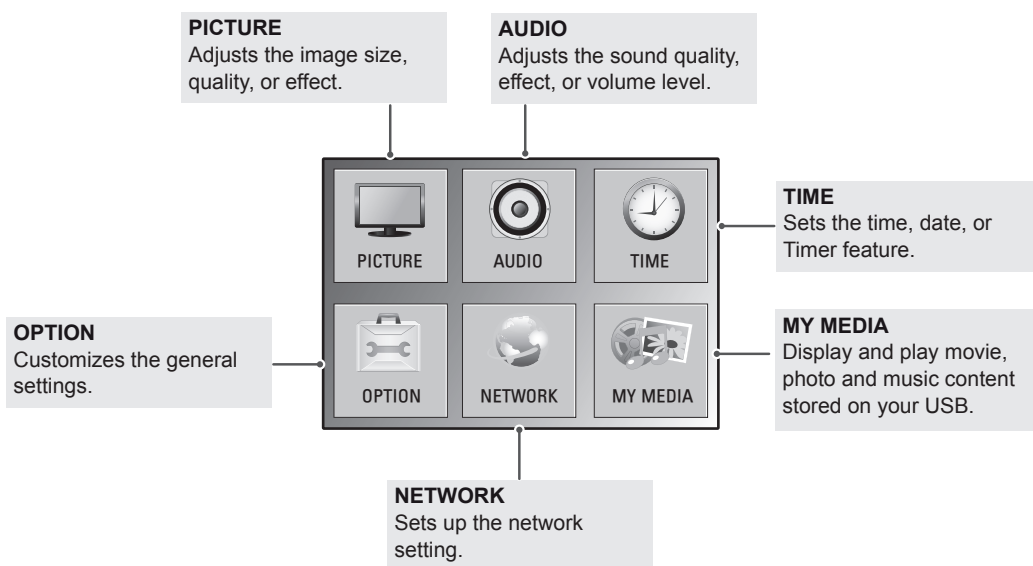 PICTURE
Adjusts the image size,
quality, or effect.
AUDIO
Adjusts the sound quality,
effect, or volume level.
PICTURE
AUDIO
TIME
TIME
Sets the time, date, or
Timer feature.
OPTION
Customizes the general
settings.
OPTION
NETWORK
MY MEDIA
MY MEDIA
Display and play movie,
photo and music content
stored on your USB.
NETWORK
Sets up the network
setting.